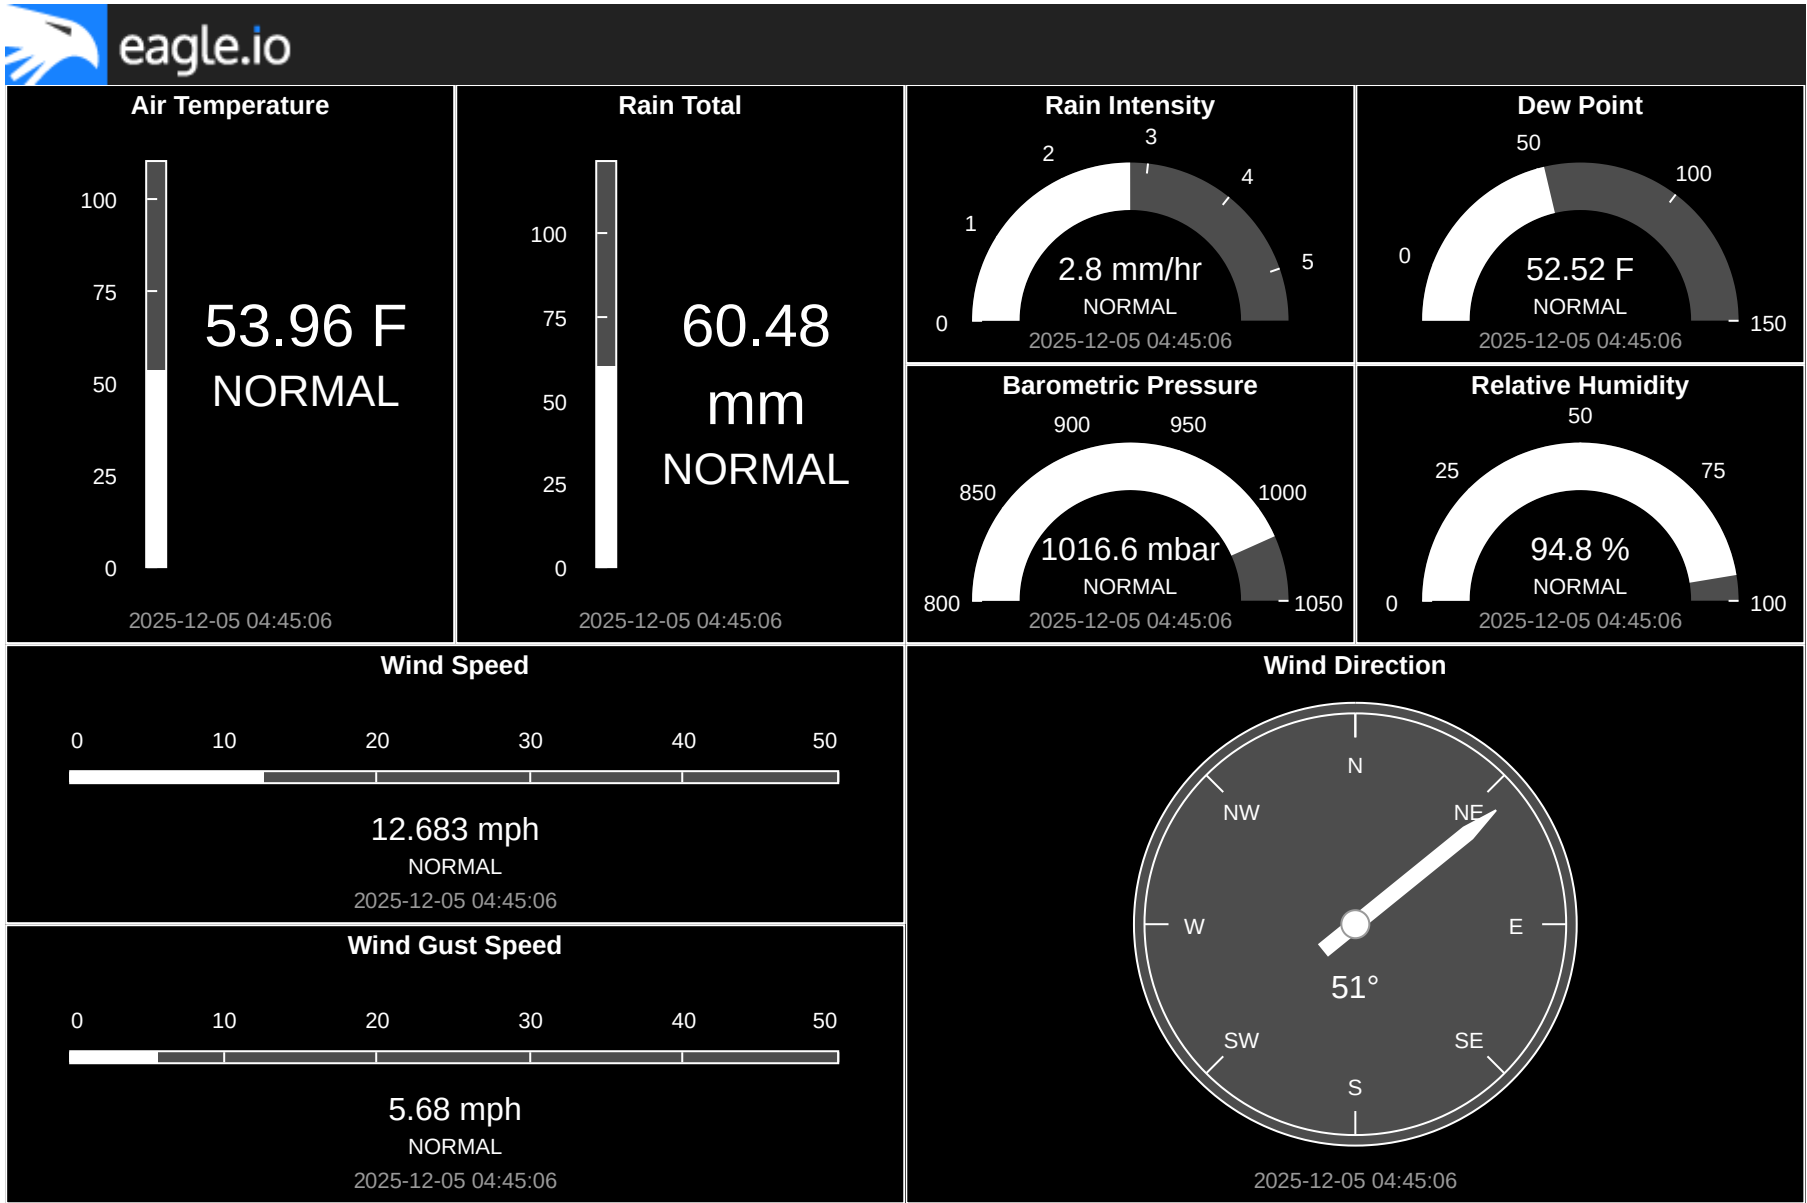 eagle.io
Air Temperature
100
75
50
25
0
53.96 F
NORMAL
2025-12-05 04:45:06
Rain Total
100
75
50
25
0
60.48
mm
NORMAL
2025-12-05 04:45:06
Rain Intensity
0
1
2
3
4
5
2.8 mm/hr
NORMAL
2025-12-05 04:45:06
Dew Point
0
50
100
150
52.52 F
NORMAL
2025-12-05 04:45:06
Barometric Pressure
800
850
900
950
1000
1050
1016.6 mbar
NORMAL
2025-12-05 04:45:06
Relative Humidity
0
25
50
75
100
94.8 %
NORMAL
2025-12-05 04:45:06
Wind Speed
0 10 20 30 40 50
12.683 mph
NORMAL
2025-12-05 04:45:06
Wind Gust Speed
0 10 20 30 40 50
5.68 mph
NORMAL
2025-12-05 04:45:06
Wind Direction
N
NW NE
W E
51°
SW SE
S
2025-12-05 04:45:06